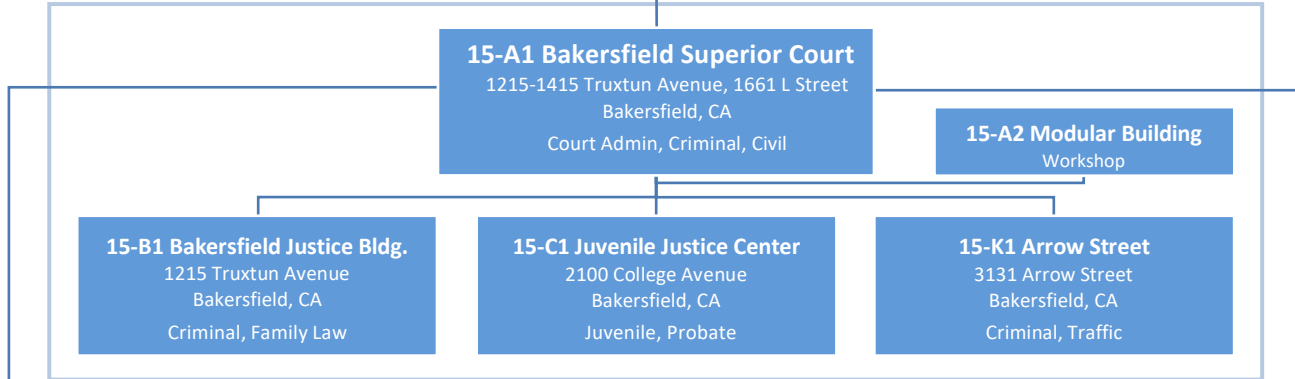 15-A1 Bakersfield Superior Court
1215-1415 Truxtun Avenue, 1661 L Street
Bakersfield, CA
Court Admin, Criminal, Civil
15-A2 Modular Building
Workshop
15-B1 Bakersfield Justice Bldg.
1215 Truxtun Avenue
Bakersfield, CA
Criminal, Family Law
15-C1 Juvenile Justice Center
2100 College Avenue
Bakersfield, CA
Juvenile, Probate
15-K1 Arrow Street
3131 Arrow Street
Bakersfield, CA
Criminal, Traffic